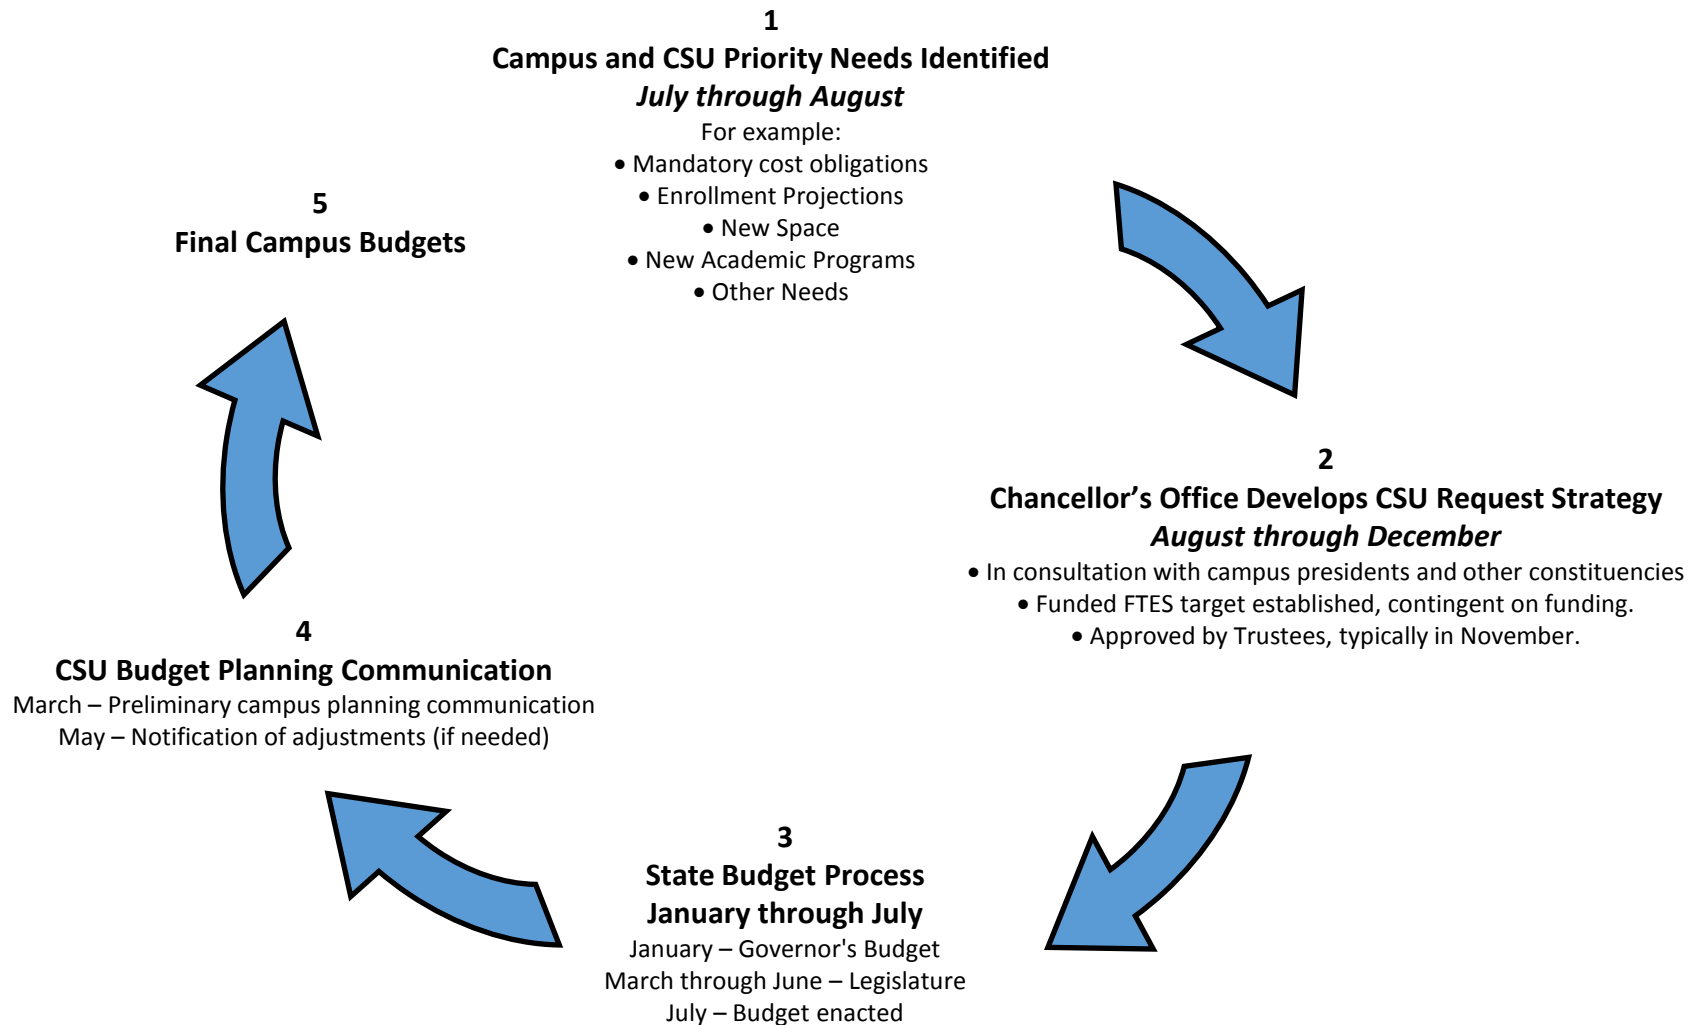 1
Campus and CSU Priority Needs Identified
July through August
For example:
• Mandatory cost obligations
• Enrollment Projections
• New Space
• New Academic Programs
• Other Needs
2
Chancellor’s Office Develops CSU Request Strategy
August through December
• In consultation with campus presidents and other constituencies
• Funded FTES target established, contingent on funding.
• Approved by Trustees, typically in November.
3
State Budget Process
January through July
January – Governor's Budget
March through June – Legislature
July – Budget enacted
4
CSU Budget Planning Communication
March – Preliminary campus planning communication
May – Notification of adjustments (if needed)
5
Final Campus Budgets